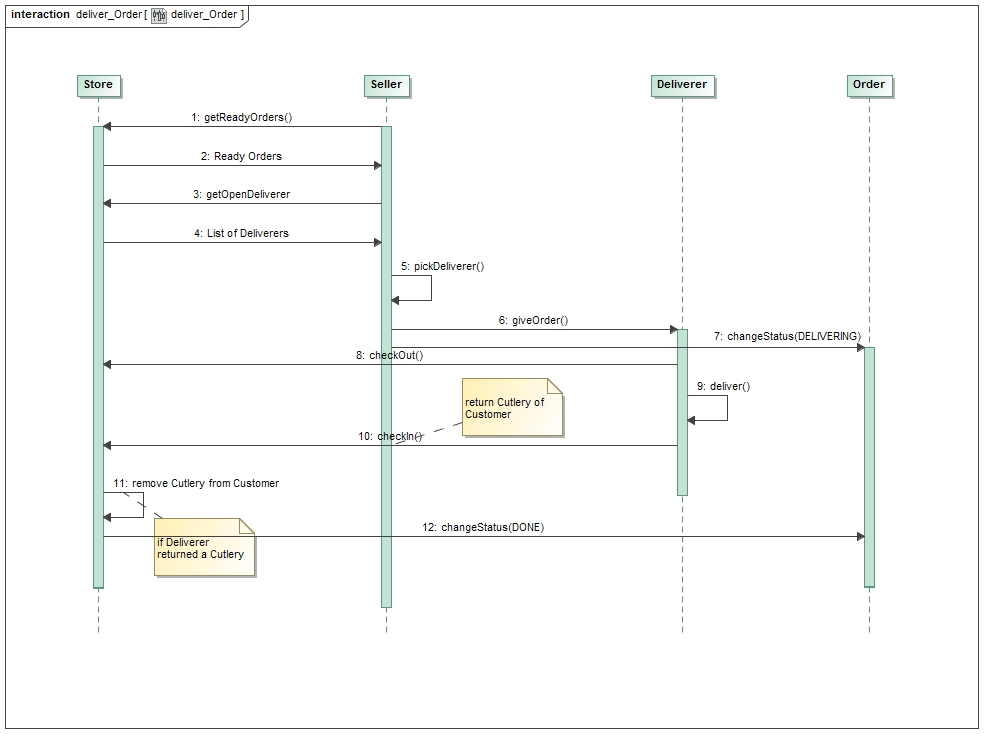 interaction deliver_Order[ deliver_Order ]
Store
Seller
Deliverer
Order
1: getReadyOrders()
2: Ready Orders
3: getOpenDeliverer
4: List of Deliverers
5: pickDeliverer()
6: giveOrder()
7: changeStatus(DELIVERING)
8: checkOut()
9: deliver()
return Cutlery of
Customer
10: checkIn()
11: remove Cutlery from Customer
12: changeStatus(DONE)
if Deliverer
returned a Cutlery